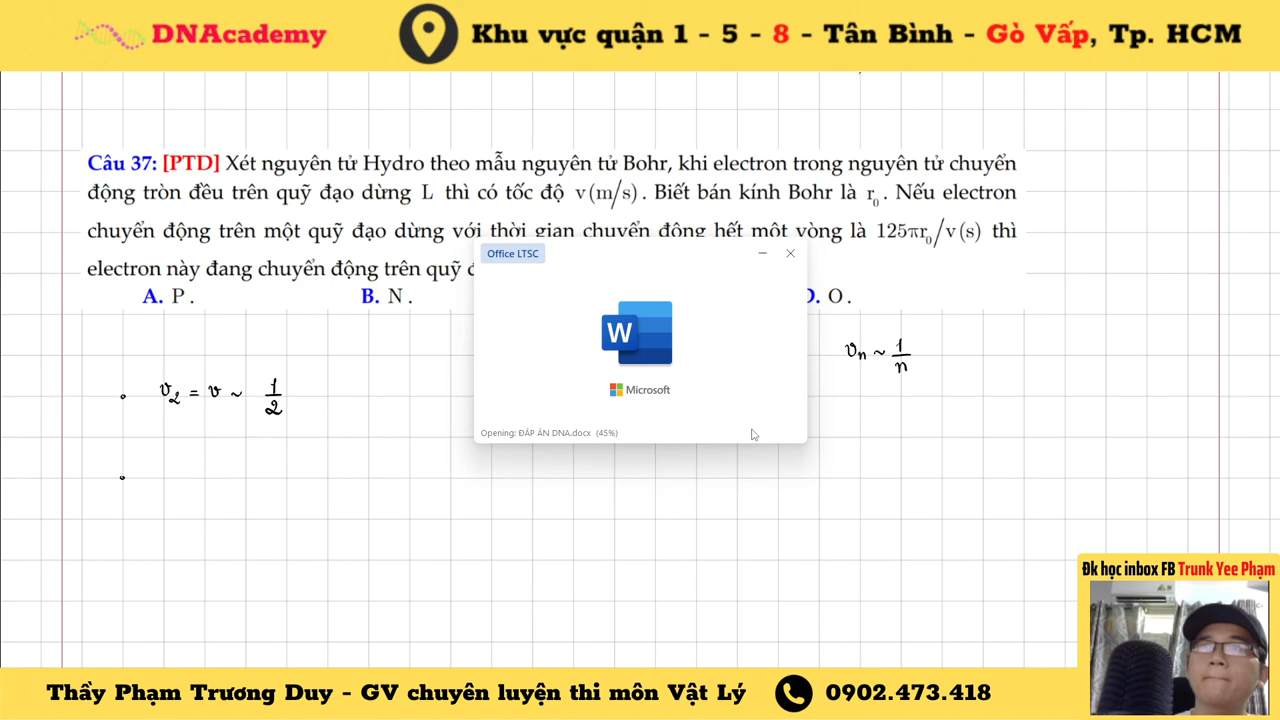 DNAcademy
Khu vực quận 1 - 5 - 8 - Tân Bình - Gò Vấp, Tp. HCM
Câu 37: [PTD] Xét nguyên tử Hydro theo mẫu nguyên tử Bohr, khi electron trong nguyên tử chuyển
động tròn đều trên quỹ đạo dừng L thì có tốc độ v(m/s). Biết bán kính Bohr là r₀. Nếu electron
chuyển động trên một quỹ đạo dừng với thời gian chuyển động hết một vòng là 125πr₀/v(s) thì
electron này đang chuyển động trên quỹ
A. P.
B. N.
D. O.
Office LTSC
W
Microsoft
Opening: ĐÁP ÁN DNA.docx (45%)
vₙ ~ 1/n
v₂ = v ~ 1/2
Đk học inbox FB Trunk Yee Phạm
Thầy Phạm Trương Duy - GV chuyên luyện thi môn Vật Lý
0902.473.418